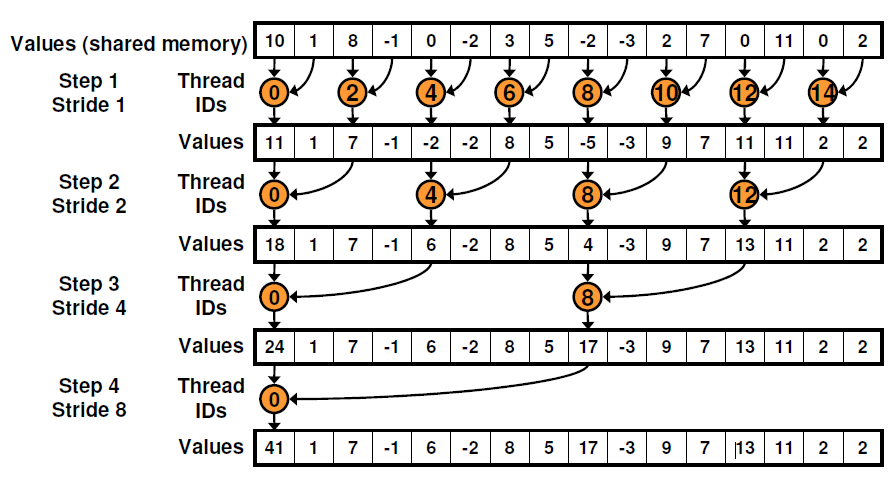 Values (shared memory) 10 1 8 -1 0 -2 3 5 -2 -3 2 7 0 11 0 2
Step 1 Thread 0 2 4 6 8 10 12 14
Stride 1 IDs
Values 11 1 7 -1 -2 -2 8 5 -5 -3 9 7 11 11 2 2
Step 2 Thread 0 4 8 12
Stride 2 IDs
Values 18 1 7 -1 6 -2 8 5 4 -3 9 7 13 11 2 2
Step 3 Thread 0 8
Stride 4 IDs
Values 24 1 7 -1 6 -2 8 5 17 -3 9 7 13 11 2 2
Step 4 Thread 0
Stride 8 IDs
Values 41 1 7 -1 6 -2 8 5 17 -3 9 7 13 11 2 2